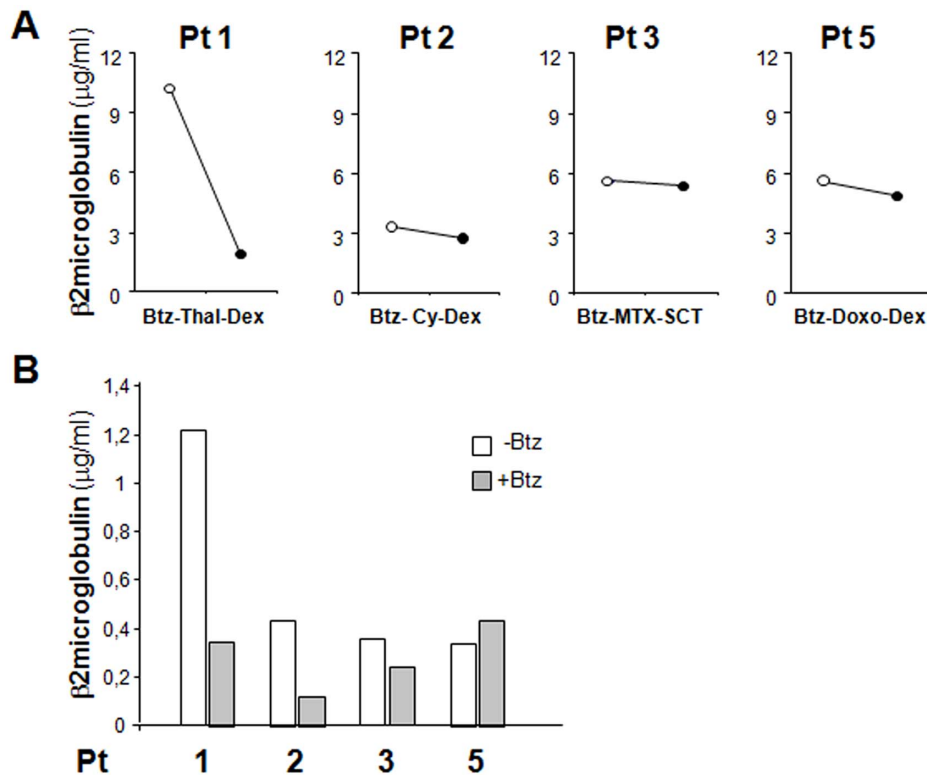 A
Pt 1
Pt 2
Pt 3
Pt 5
β2microglobulin (μg/ml)
12
9
6
3
0
12
9
6
3
0
12
9
6
3
0
12
9
6
3
0
Btz-Thal-Dex
Btz- Cy-Dex
Btz-MTX-SCT
Btz-Doxo-Dex
B
β2microglobulin (μg/ml)
1,4
1,2
1
0,8
0,6
0,4
0,2
0
-Btz
+Btz
Pt 1 2 3 5